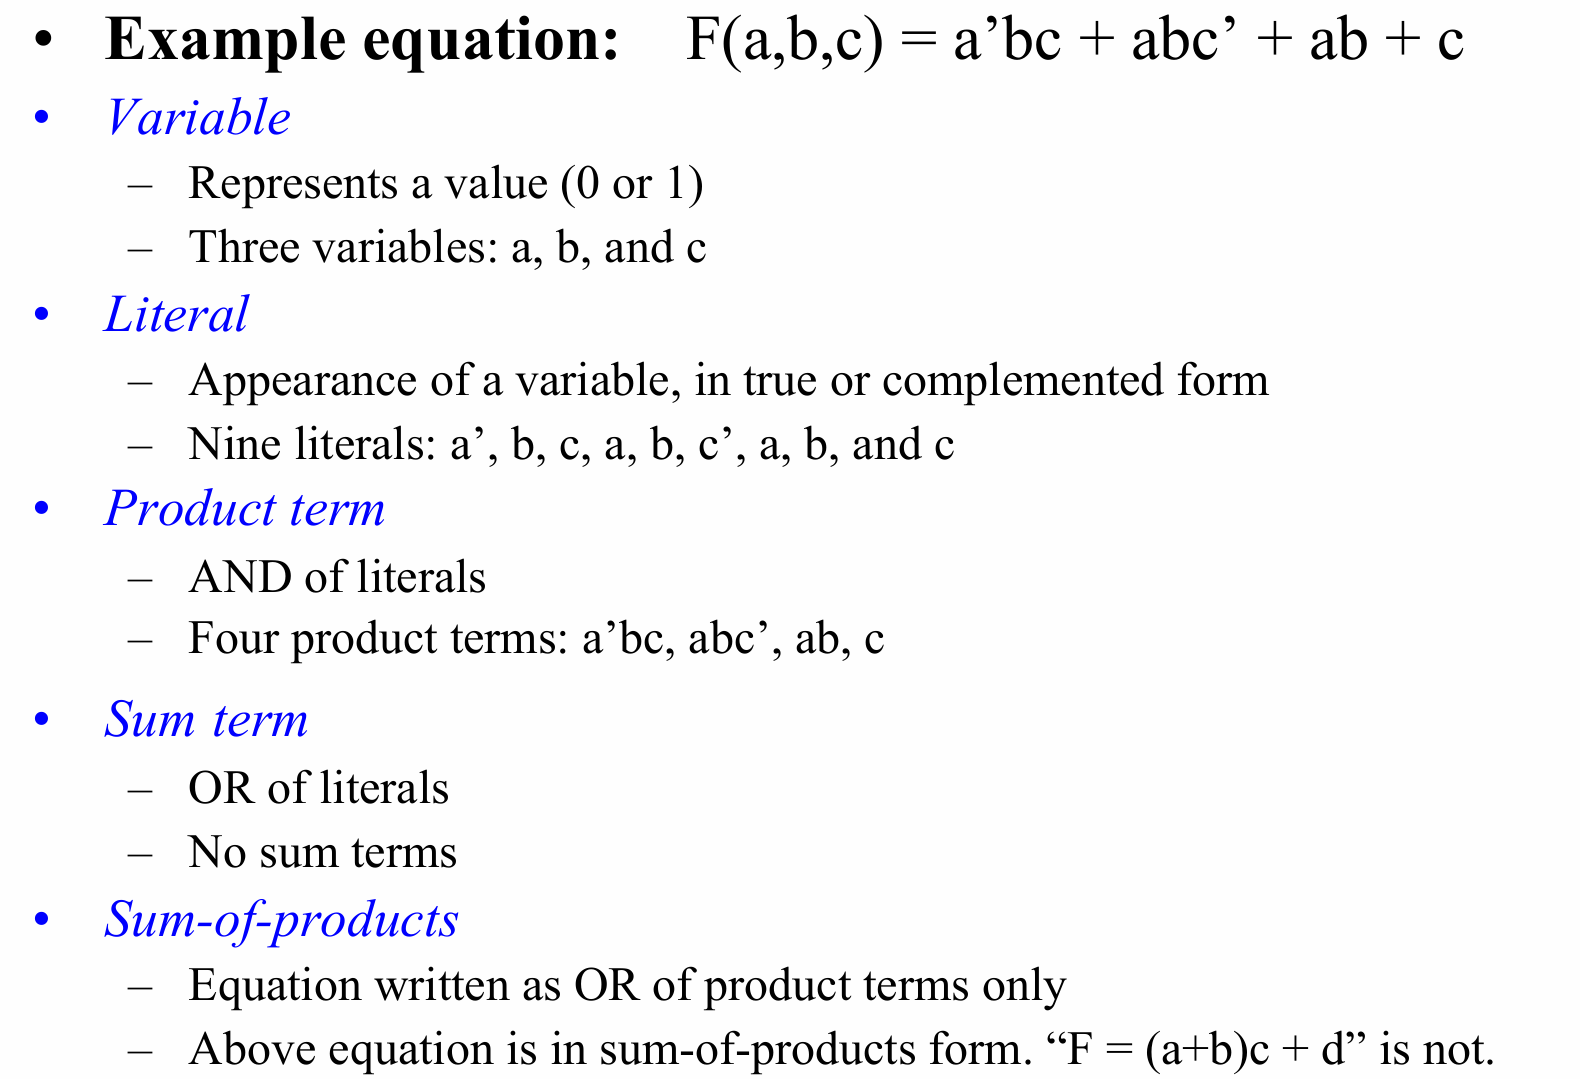 • Example equation: F(a,b,c) = a’bc + abc’ + ab + c
• Variable
– Represents a value (0 or 1)
– Three variables: a, b, and c
• Literal
– Appearance of a variable, in true or complemented form
– Nine literals: a’, b, c, a, b, c’, a, b, and c
• Product term
– AND of literals
– Four product terms: a’bc, abc’, ab, c
• Sum term
– OR of literals
– No sum terms
• Sum-of-products
– Equation written as OR of product terms only
– Above equation is in sum-of-products form. “F = (a+b)c + d” is not.